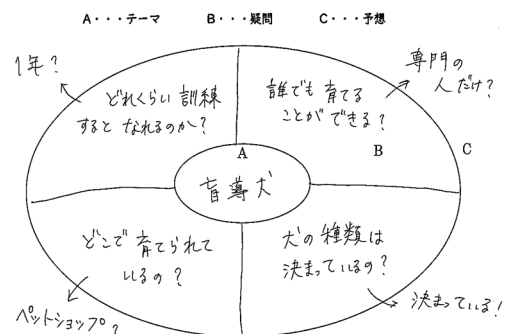 A・・・テーマ　B・・・疑問　C・・・予想
1年？
どれくらい訓練
するとなれるのか？
誰でも育てる
ことができる？
専門の
人だけ？
A
B
C
盲導犬
どこで育てられて
いるの？
ペットショップ？
犬の種類は
決まっているの？
決まっている！